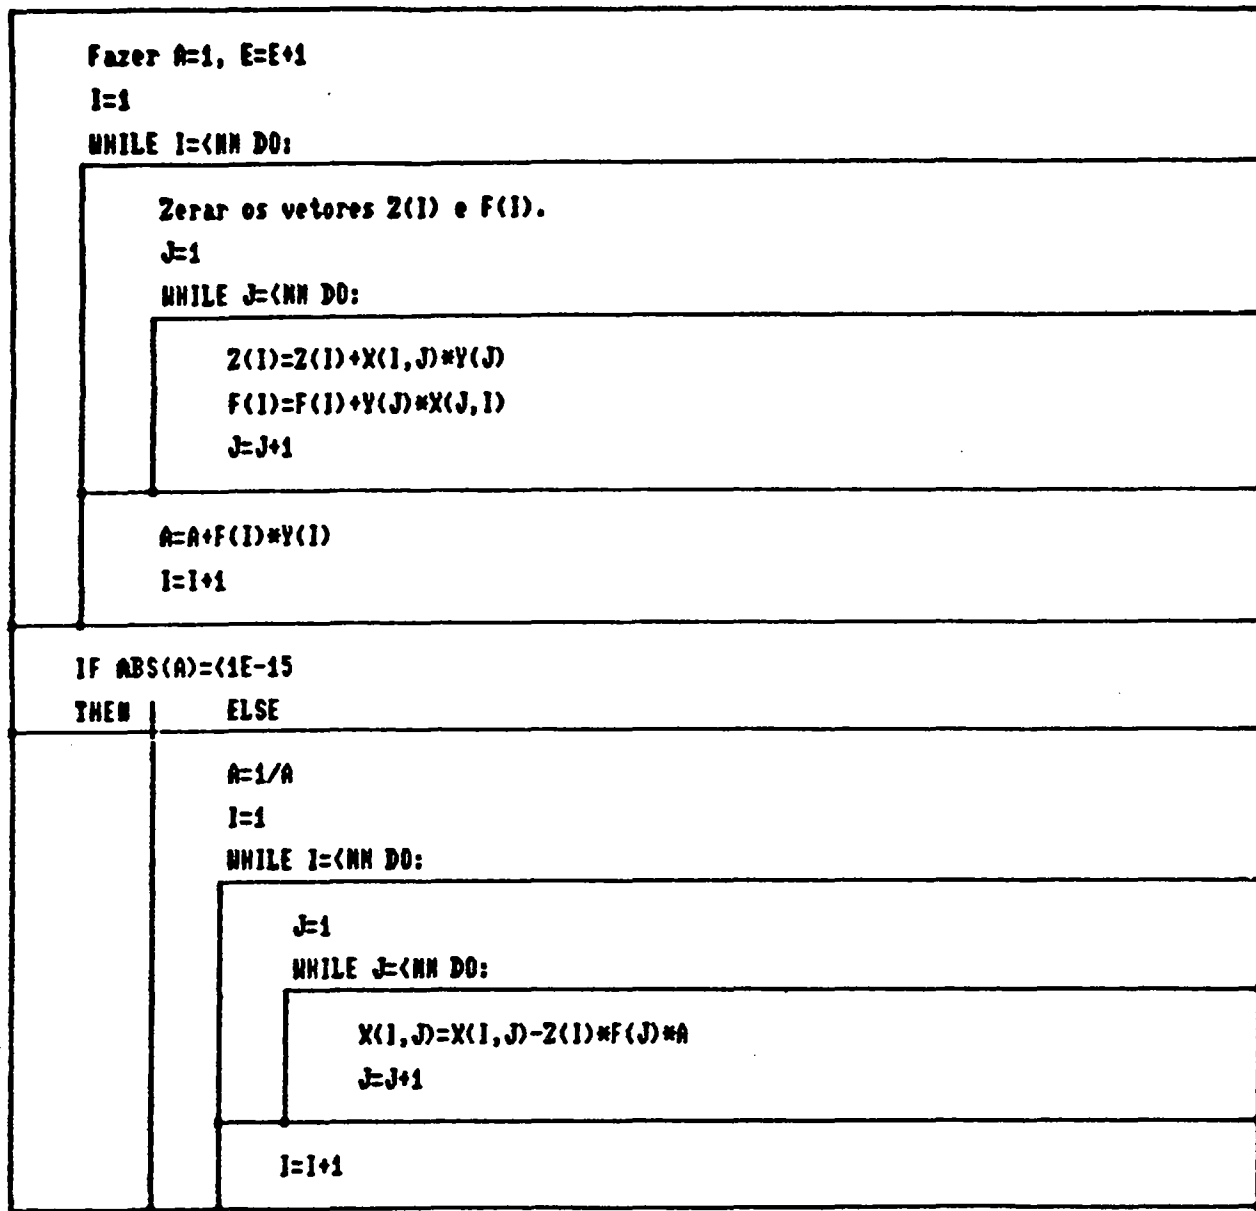 Fazer A=1, E=E+1
I=1
WHILE I=<NN DO:
Zerar os vetores Z(I) e F(I).
J=1
WHILE J=<NN DO:
Z(I)=Z(I)+X(I,J)*Y(J)
F(I)=F(I)+Y(J)*X(J,I)
J=J+1
A=A+F(I)*Y(I)
I=I+1
IF ABS(A)=<1E-15
THEN ELSE
A=1/A
I=1
WHILE I=<NN DO:
J=1
WHILE J=<NN DO:
X(I,J)=X(I,J)-Z(I)*F(J)*A
J=J+1
I=I+1